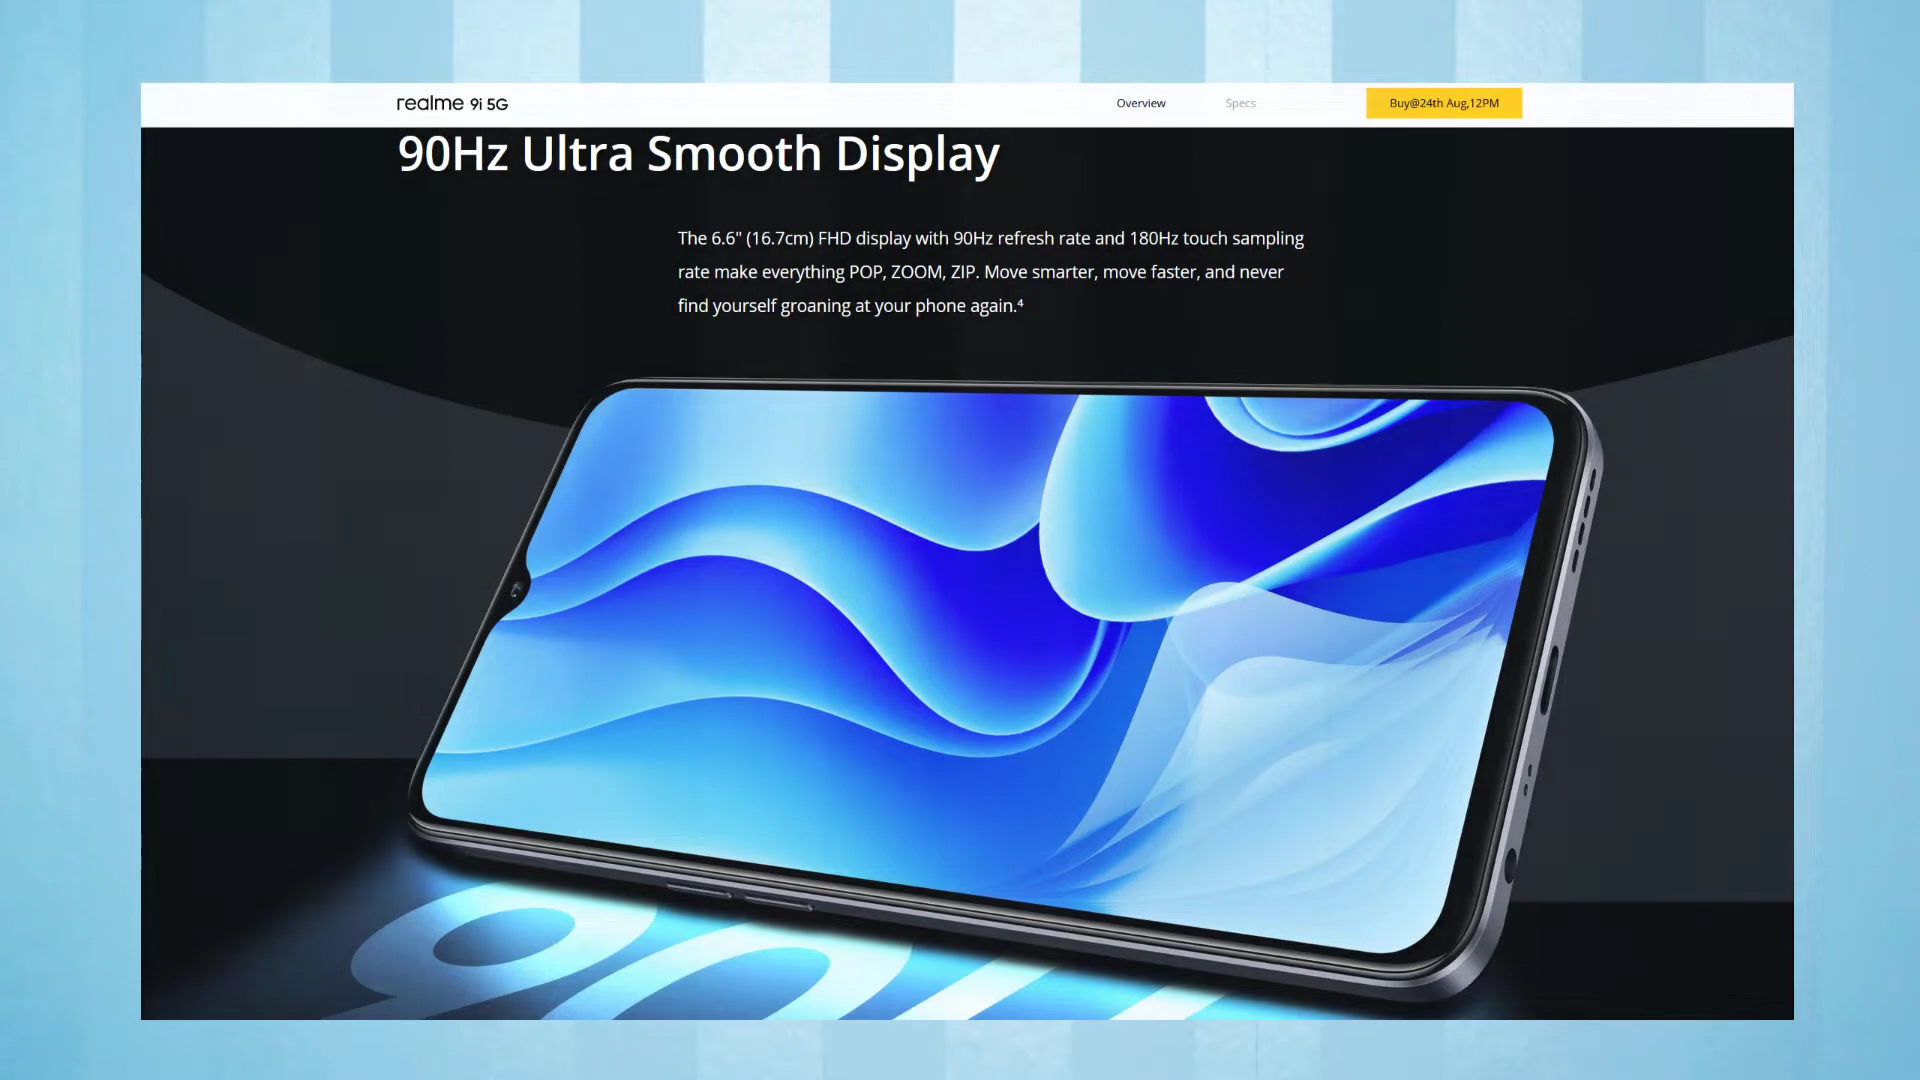 realme 9i 5G
Overview
Specs
Buy@24th Aug,12PM
90Hz Ultra Smooth Display
The 6.6" (16.7cm) FHD display with 90Hz refresh rate and 180Hz touch sampling
rate make everything POP, ZOOM, ZIP. Move smarter, move faster, and never
find yourself groaning at your phone again.⁴